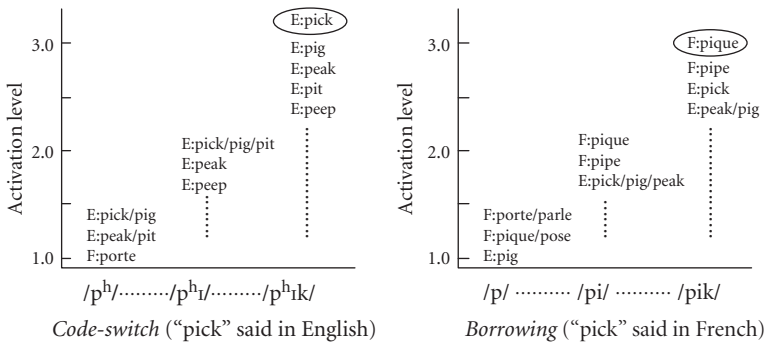 Activation level
3.0
2.0
1.0
E:pick
E:pig
E:peak
E:pit
E:peep
E:pick/pig/pit
E:peak
E:peep
E:pick/pig
E:peak/pit
F:porte
/pʰ/·········/pʰɪ/·········/pʰɪk/
Code-switch (“pick” said in English)
Activation level
3.0
2.0
1.0
F:pique
F:pipe
E:pick
E:peak/pig
F:pique
F:pipe
E:pick/pig/peak
F:porte/parle
F:pique/pose
E:pig
/p/ ·········· /pi/ ·········· /pik/
Borrowing (“pick” said in French)